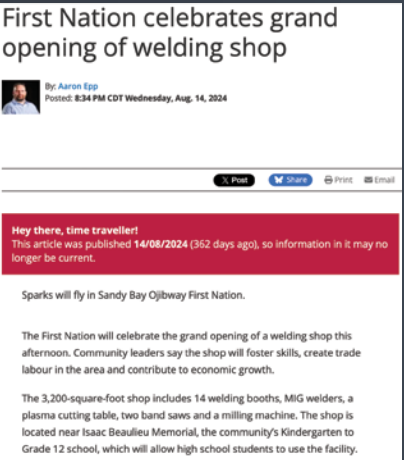 First Nation celebrates grand
opening of welding shop
By: Aaron Epp
Posted: 8:34 PM CDT Wednesday, Aug. 14, 2024
X Post
Share
Print
Email
Hey there, time traveller!
This article was published 14/08/2024 (362 days ago), so information in it may no
longer be current.
Sparks will fly in Sandy Bay Ojibway First Nation.
The First Nation will celebrate the grand opening of a welding shop this
afternoon. Community leaders say the shop will foster skills, create trade
labour in the area and contribute to economic growth.
The 3,200-square-foot shop includes 14 welding booths, MIG welders, a
plasma cutting table, two band saws and a milling machine. The shop is
located near Isaac Beaulieu Memorial, the community's Kindergarten to
Grade 12 school, which will allow high school students to use the facility.